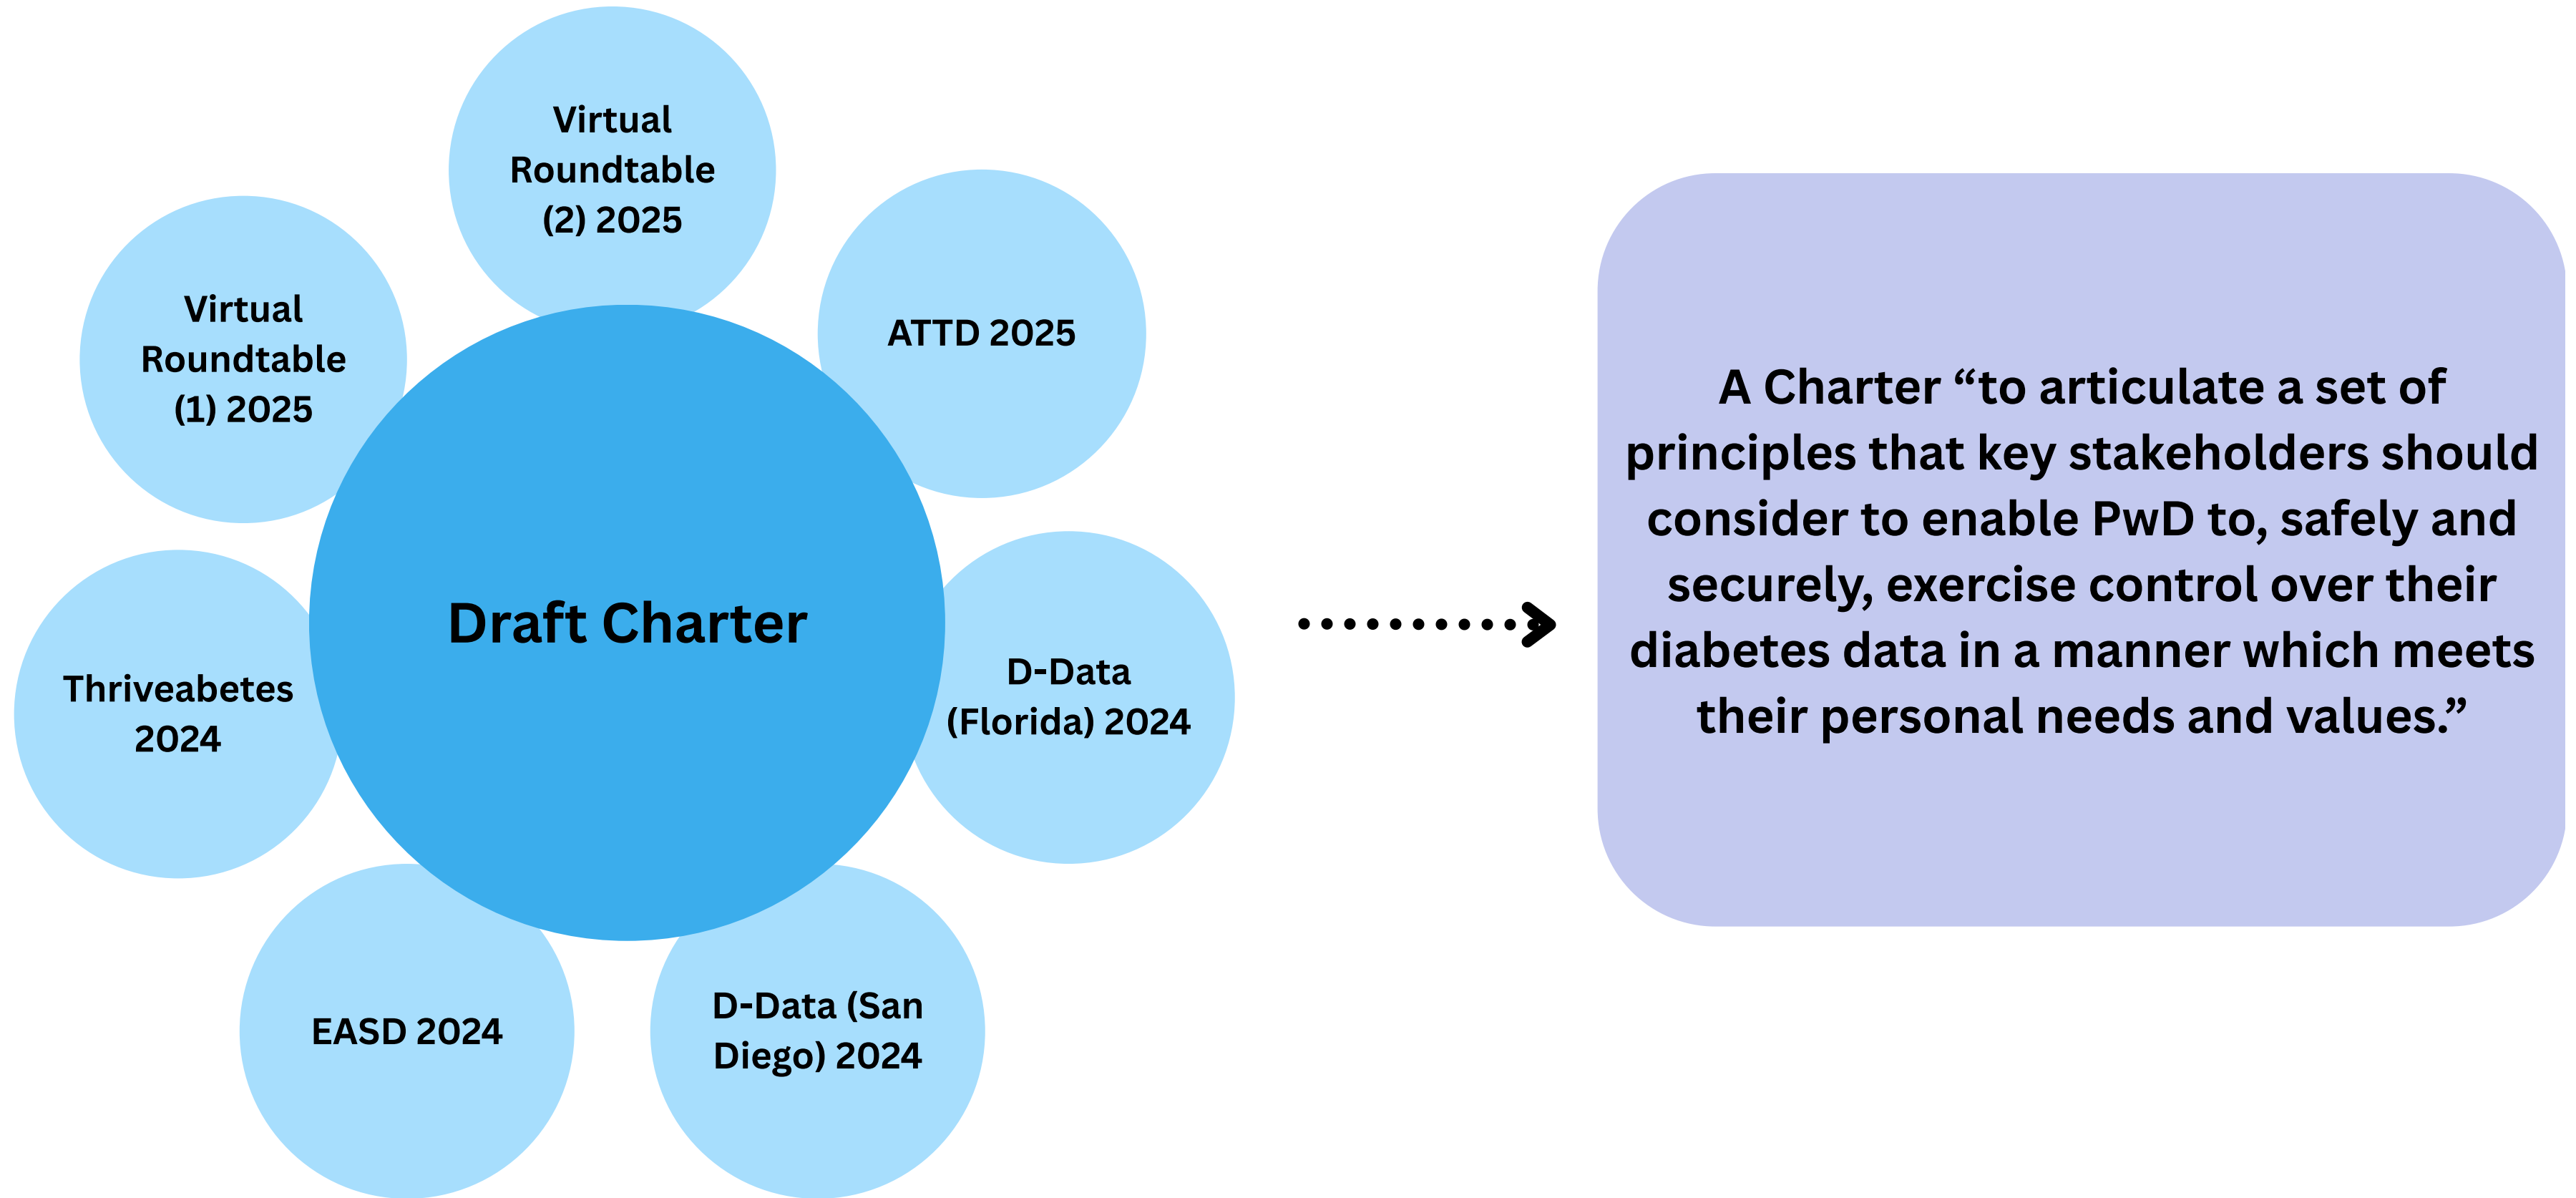 Virtual
Roundtable
(2) 2025
Virtual
Roundtable
(1) 2025
ATTD 2025
Draft Charter
Thriveabetes
2024
D-Data
(Florida) 2024
EASD 2024
D-Data (San
Diego) 2024
A Charter “to articulate a set of
principles that key stakeholders should
consider to enable PwD to, safely and
securely, exercise control over their
diabetes data in a manner which meets
their personal needs and values.”